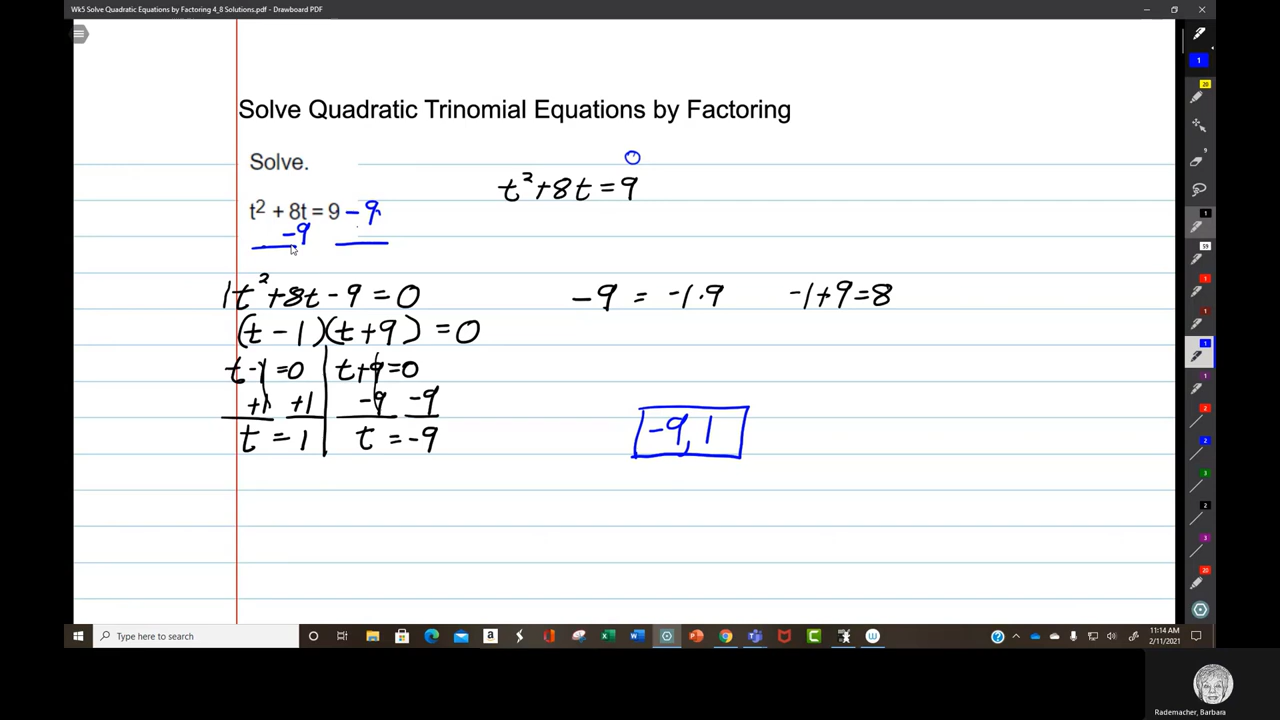 Wk5 Solve Quadratic Equations by Factoring 4_8 Solutions.pdf - Drawboard PDF
Solve Quadratic Trinomial Equations by Factoring
Solve.
0
t² + 8t = 9
t² + 8t = 9 -9
-9
1t² + 8t - 9 = 0
-9 = -1·9
-1+9=8
(t - 1)(t + 9) = 0
t - 1 = 0
t + 9 = 0
+1 +1
-9 -9
t = 1
t = -9
-9, 1
Type here to search
11:14 AM
2/11/2021
Rademacher, Barbara